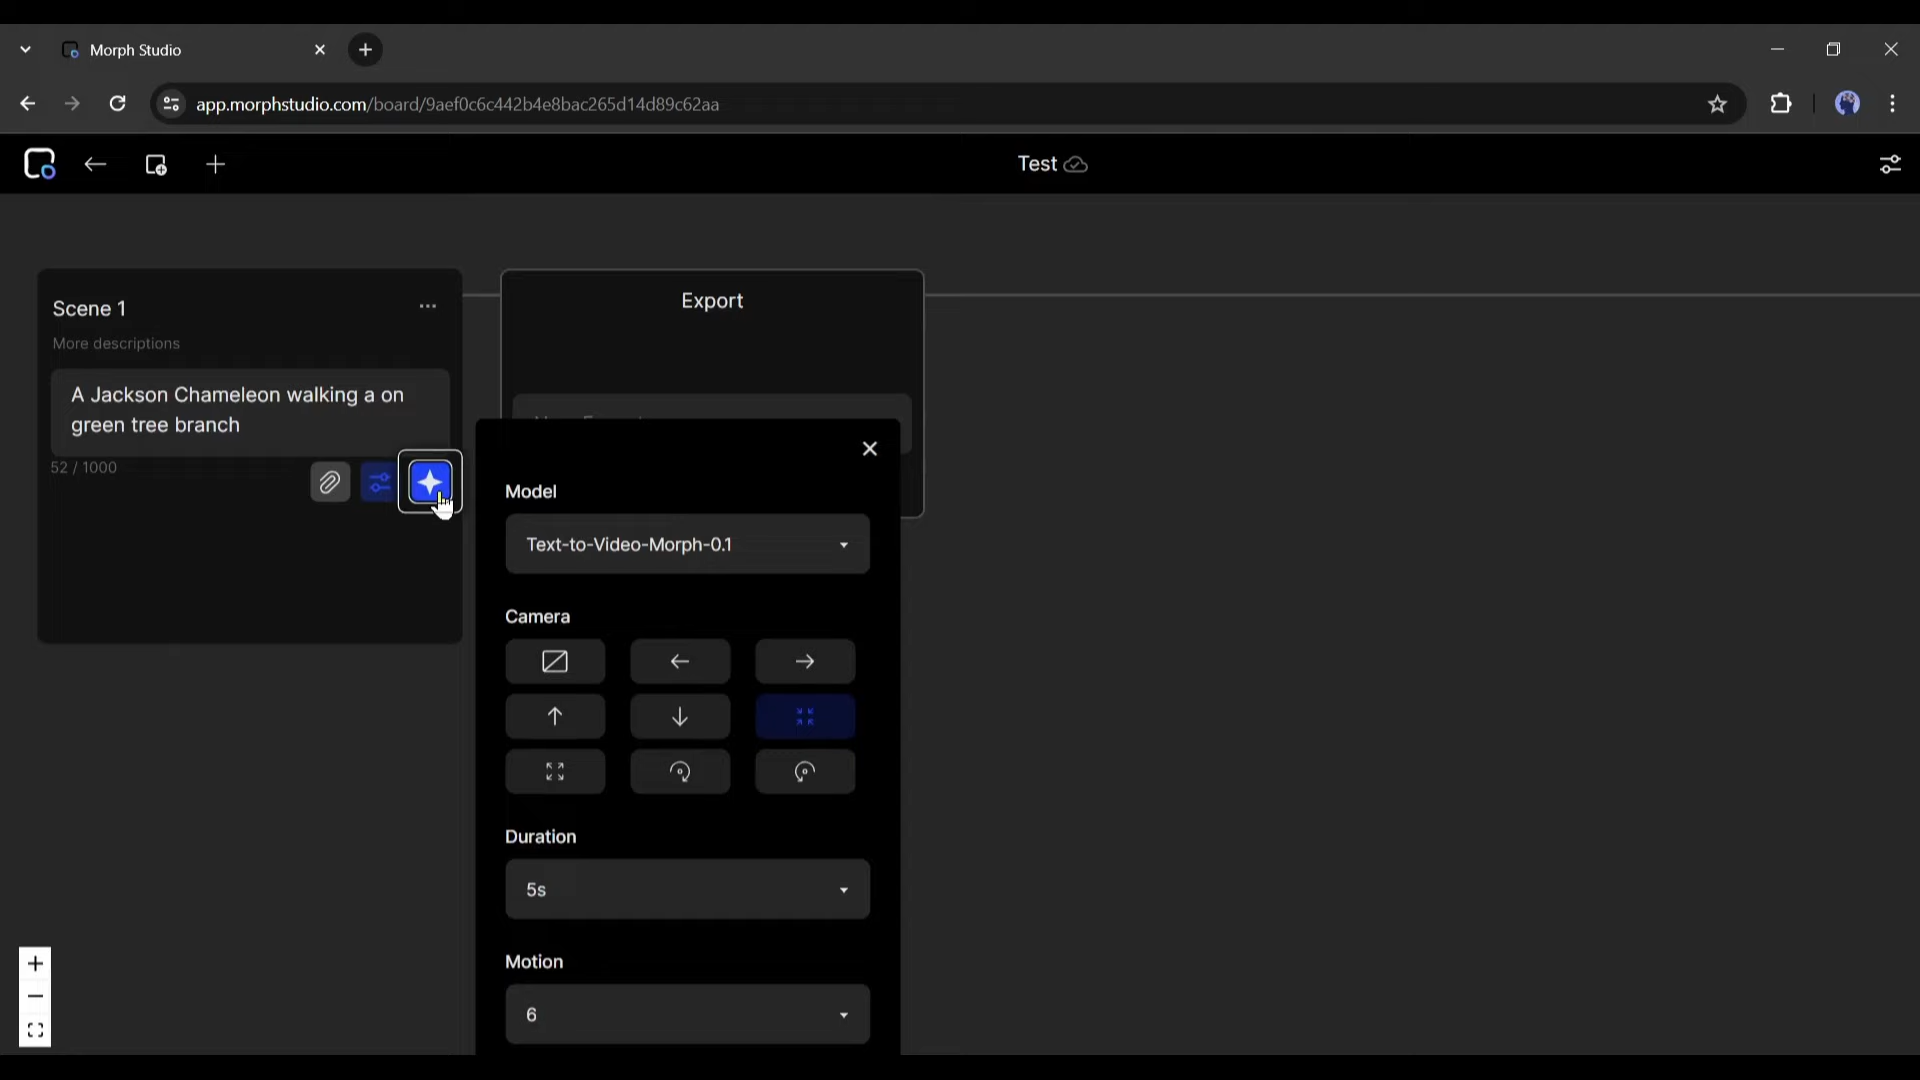 Morph Studio
app.morphstudio.com/board/9aef0c6c442b4e8bac265d14d89c62aa
Test
Scene 1
More descriptions
A Jackson Chameleon walking a on
green tree branch
52 / 1000
Export
Model
Text-to-Video-Morph-0.1
Camera
Duration
5s
Motion
6